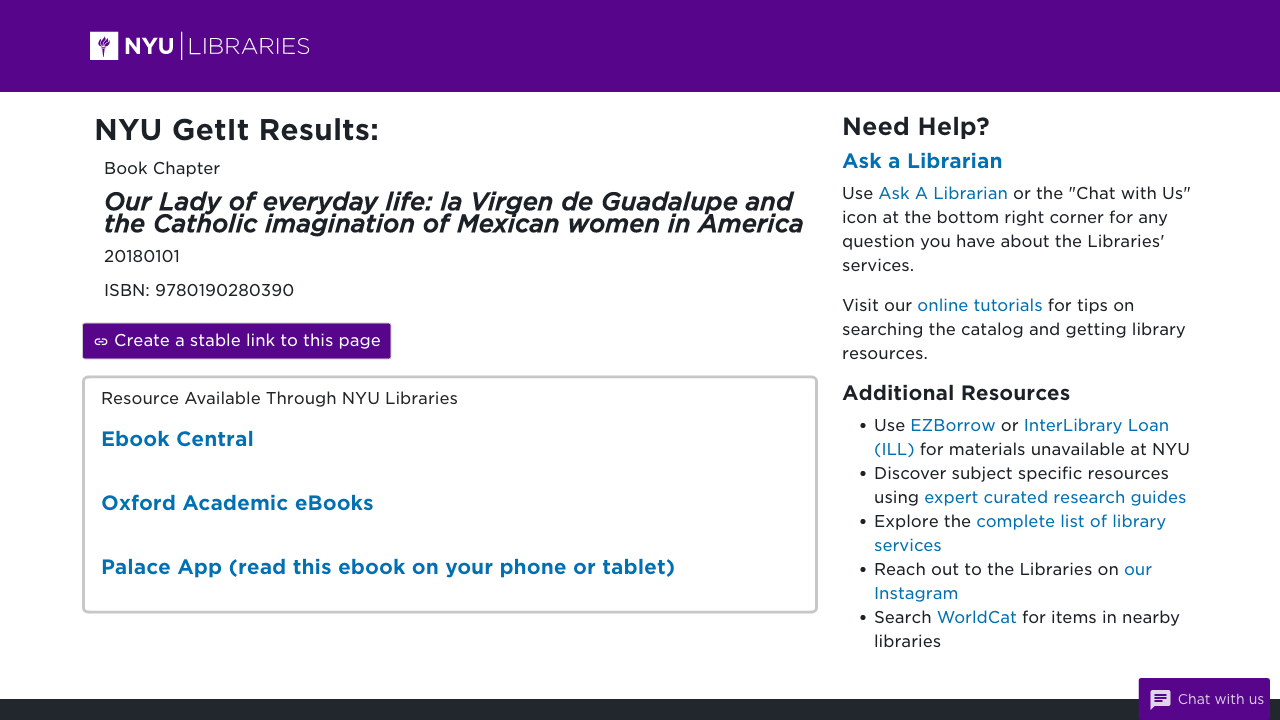 NYU LIBRARIES
NYU GetIt Results:
Book Chapter
Our Lady of everyday life: la Virgen de Guadalupe and
the Catholic imagination of Mexican women in America
20180101
ISBN: 9780190280390
Create a stable link to this page
Resource Available Through NYU Libraries
Ebook Central
Oxford Academic eBooks
Palace App (read this ebook on your phone or tablet)
Need Help?
Ask a Librarian
Use Ask A Librarian or the "Chat with Us"
icon at the bottom right corner for any
question you have about the Libraries'
services.
Visit our online tutorials for tips on
searching the catalog and getting library
resources.
Additional Resources
• Use EZBorrow or InterLibrary Loan
(ILL) for materials unavailable at NYU
• Discover subject specific resources
using expert curated research guides
• Explore the complete list of library
services
• Reach out to the Libraries on our
Instagram
• Search WorldCat for items in nearby
libraries
Chat with us